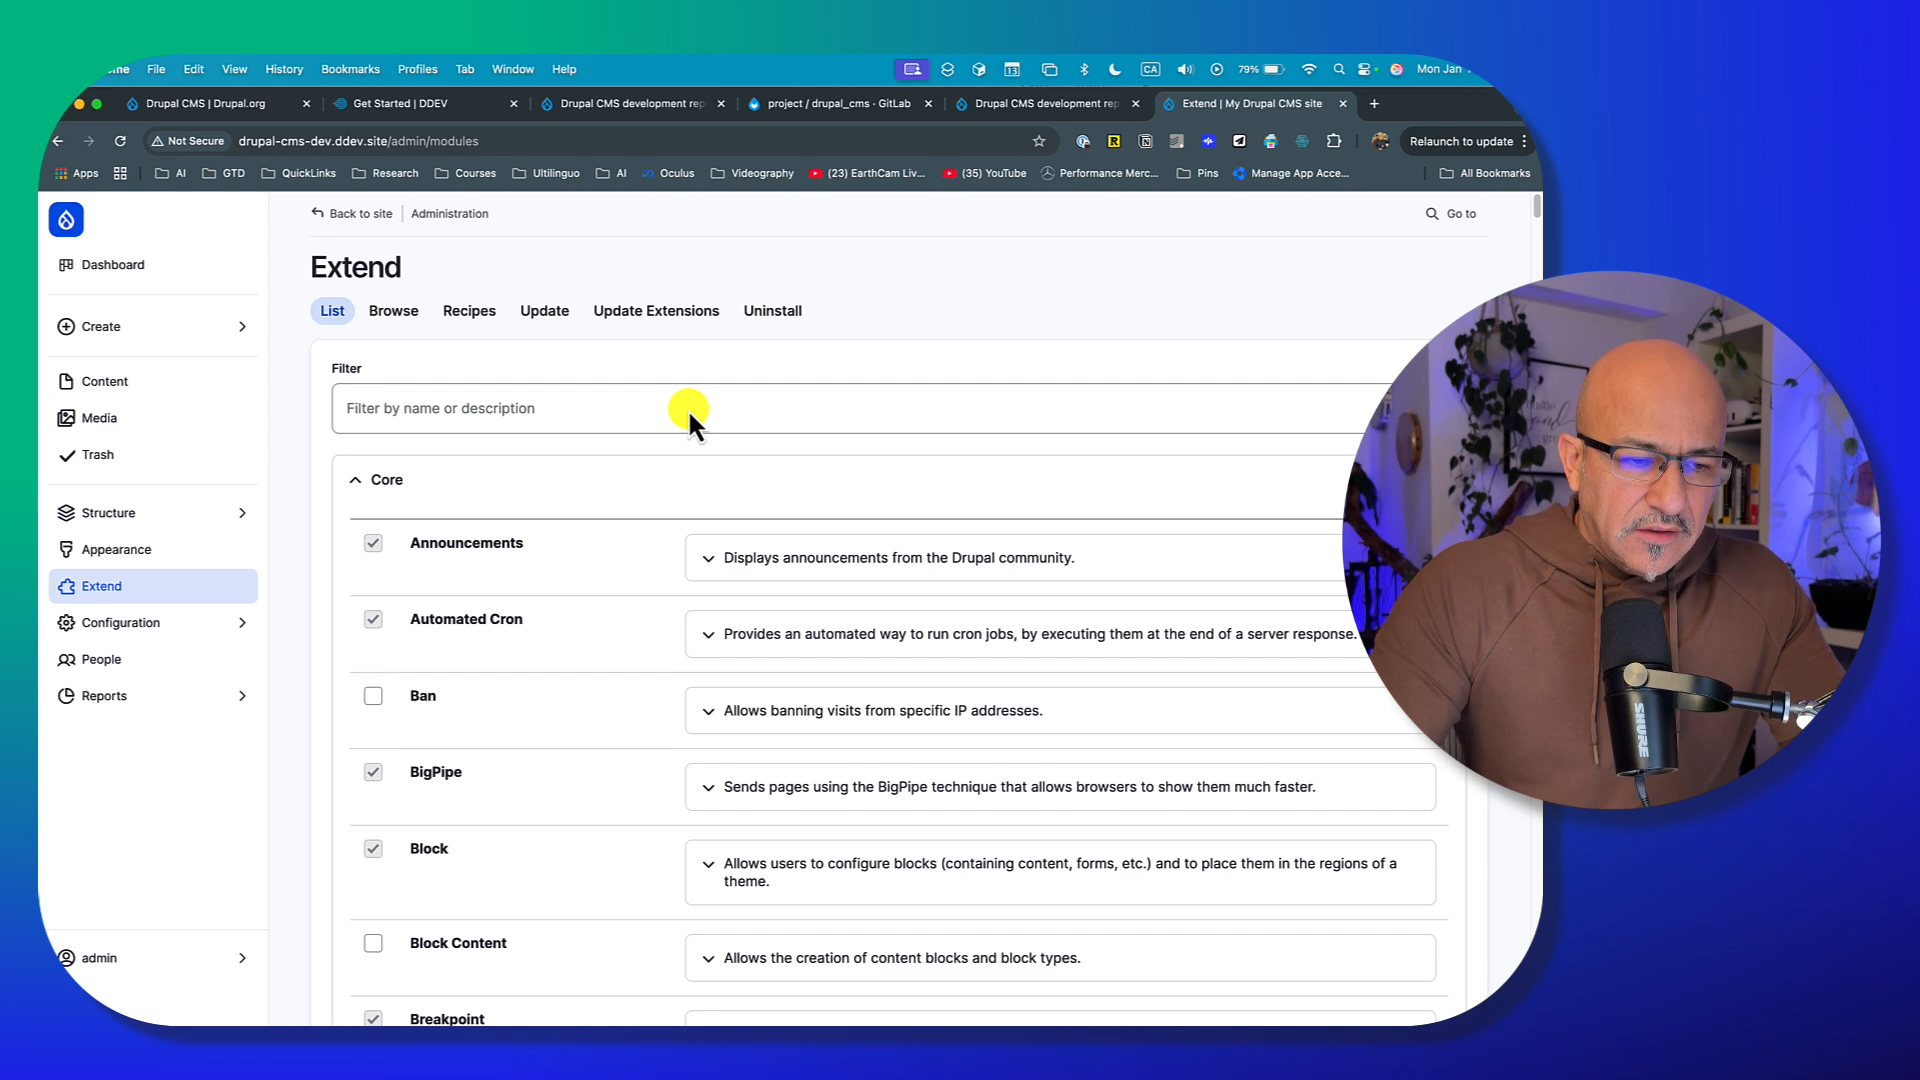 File Edit View History Bookmarks Profiles Tab Window Help
13 CA 79% Mon Jan
Drupal CMS | Drupal.org
Get Started | DDEV
Drupal CMS development rep
project / drupal_cms · GitLab
Drupal CMS development rep
Extend | My Drupal CMS site
Not Secure drupal-cms-dev.ddev.site/admin/modules
Relaunch to update
Apps AI GTD QuickLinks Research Courses Ultilinguo AI Oculus Videography (23) EarthCam Liv... (35) YouTube Performance Merc... Pins Manage App Acce... All Bookmarks
Back to site Administration
Go to
Dashboard
Create
Content
Media
Trash
Structure
Appearance
Extend
Configuration
People
Reports
admin
Extend
List Browse Recipes Update Update Extensions Uninstall
Filter
Filter by name or description
Core
Announcements
Displays announcements from the Drupal community.
Automated Cron
Provides an automated way to run cron jobs, by executing them at the end of a server response.
Ban
Allows banning visits from specific IP addresses.
BigPipe
Sends pages using the BigPipe technique that allows browsers to show them much faster.
Block
Allows users to configure blocks (containing content, forms, etc.) and to place them in the regions of a
theme.
Block Content
Allows the creation of content blocks and block types.
Breakpoint
SHURE